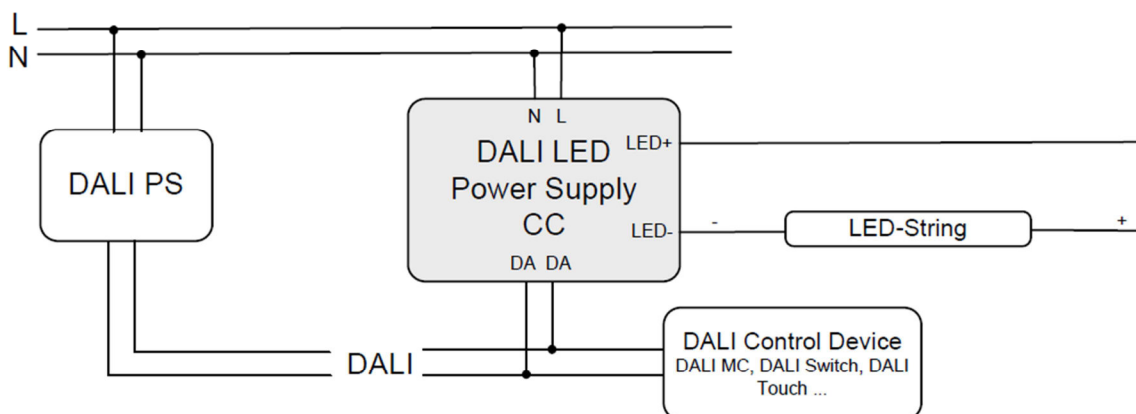 L
N
DALI PS
N L
DALI LED
Power Supply
CC
LED+
LED-
DA DA
-
LED-String
+
DALI
DALI Control Device
DALI MC, DALI Switch, DALI
Touch ...